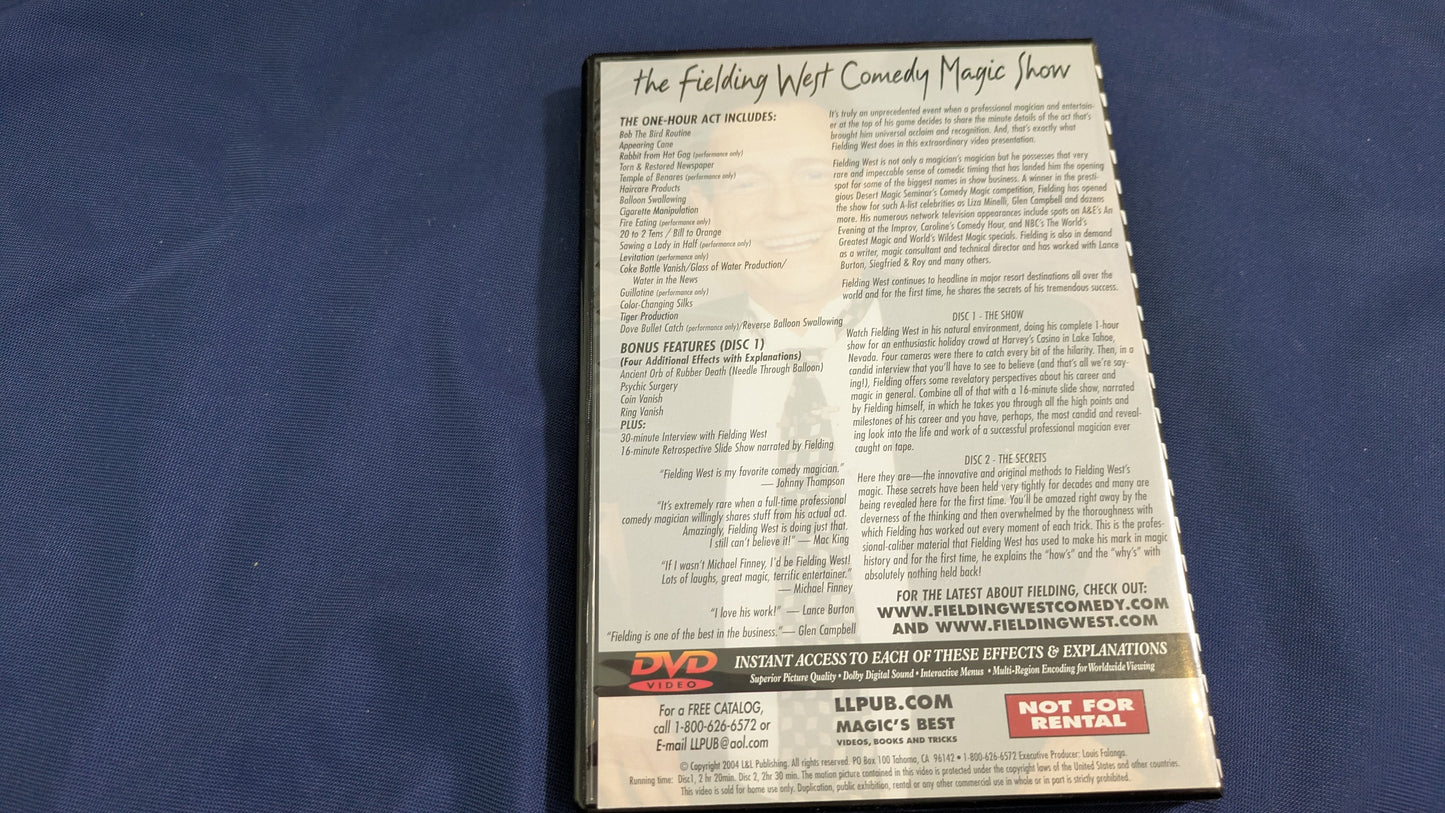 the Fielding West Comedy Magic Show
THE ONE-HOUR ACT INCLUDES:
Bob The Bird Routine
Appearing Cane
Rabbit from Hat Gag (performance only)
Torn & Restored Newspaper
Temple of Benares (performance only)
Haircare Products
Balloon Swallowing
Cigarette Manipulation
Fire Eating (performance only)
20 to 2 Tens / Bill to Orange
Sawing a Lady in Half (performance only)
Levitation (performance only)
Coke Bottle Vanish/Glass of Water Production/
Water in the News
Guillotine (performance only)
Color-Changing Silks
Tiger Production
Dove Bullet Catch (performance only)/Reverse Balloon Swallowing
BONUS FEATURES (DISC 1)
(Four Additional Effects with Explanations)
Ancient Orb of Rubber Death (Needle Through Balloon)
Psychic Surgery
Coin Vanish
Ring Vanish
PLUS:
30-minute Interview with Fielding West
16-minute Retrospective Slide Show narrated by Fielding
"Fielding West is my favorite comedy magician."
— Johnny Thompson
"It's extremely rare when a full-time professional
comedy magician willingly shares stuff from his actual act.
Amazingly, Fielding West is doing just that.
I still can't believe it!" — Mac King
"If I wasn't Michael Finney, I'd be Fielding West!
Lots of laughs, great magic, terrific entertainer."
— Michael Finney
"I love his work!" — Lance Burton
"Fielding is one of the best in the business."— Glen Campbell
It's truly an unprecedented event when a professional magician and entertain-
er at the top of his game decides to share the minute details of the act that's
brought him universal acclaim and recognition. And, that's exactly what
Fielding West does in this extraordinary video presentation.
Fielding West is not only a magician's magician but he possesses that very
rare and impeccable sense of comedic timing that has landed him the opening
spot for some of the biggest names in show business. A winner in the presti-
gious Desert Magic Seminar's Comedy Magic competition, Fielding has opened
the show for such A-list celebrities as Liza Minelli, Glen Campbell and dozens
more. His numerous network television appearances include spots on A&E's An
Evening at the Improv, Caroline's Comedy Hour, and NBC's The World's
Greatest Magic and World's Wildest Magic specials. Fielding is also in demand
as a writer, magic consultant and technical director and has worked with Lance
Burton, Siegfried & Roy and many others.
Fielding West continues to headline in major resort destinations all over the
world and for the first time, he shares the secrets of his tremendous success.
DISC 1 - THE SHOW
Watch Fielding West in his natural environment, doing his complete 1-hour
show for an enthusiastic holiday crowd at Harvey's Casino in Lake Tahoe,
Nevada. Four cameras were there to catch every bit of the hilarity. Then, in a
candid interview that you'll have to see to believe (and that's all we're say-
ing!), Fielding offers some revelatory perspectives about his career and
magic in general. Combine all of that with a 16-minute slide show, narrated
by Fielding himself, in which he takes you through all the high points and
milestones of his career and you have, perhaps, the most candid and reveal-
ing look into the life and work of a successful professional magician ever
caught on tape.
DISC 2 - THE SECRETS
Here they are—the innovative and original methods to Fielding West's
magic. These secrets have been held very tightly for decades and many are
being revealed here for the first time. You'll be amazed right away by the
cleverness of the thinking and then overwhelmed by the thoroughness with
which Fielding has worked out every moment of each trick. This is the profes-
sional-caliber material that Fielding West has used to make his mark in magic
history and for the first time, he explains the "how's" and the "why's" with
absolutely nothing held back!
FOR THE LATEST ABOUT FIELDING, CHECK OUT:
WWW.FIELDINGWESTCOMEDY.COM
AND WWW.FIELDINGWEST.COM
DVD
VIDEO
INSTANT ACCESS TO EACH OF THESE EFFECTS & EXPLANATIONS
Superior Picture Quality • Dolby Digital Sound • Interactive Menus • Multi-Region Encoding for Worldwide Viewing
For a FREE CATALOG,
call 1-800-626-6572 or
E-mail LLPUB@aol.com
LLPUB.COM
MAGIC'S BEST
VIDEOS, BOOKS AND TRICKS
NOT FOR
RENTAL
© Copyright 2004 L&L Publishing. All rights reserved. PO Box 100 Tahoma, CA 96142 • 1-800-626-6572 Executive Producer: Louis Falanga.
Running time: Disc1, 2 hr 20min. Disc 2, 2hr 30 min. The motion picture contained in this video is protected under the copyright laws of the United States and other countries.
This video is sold for home use only. Duplication, public exhibition, rental or any other commercial use in whole or in part is strictly prohibited.